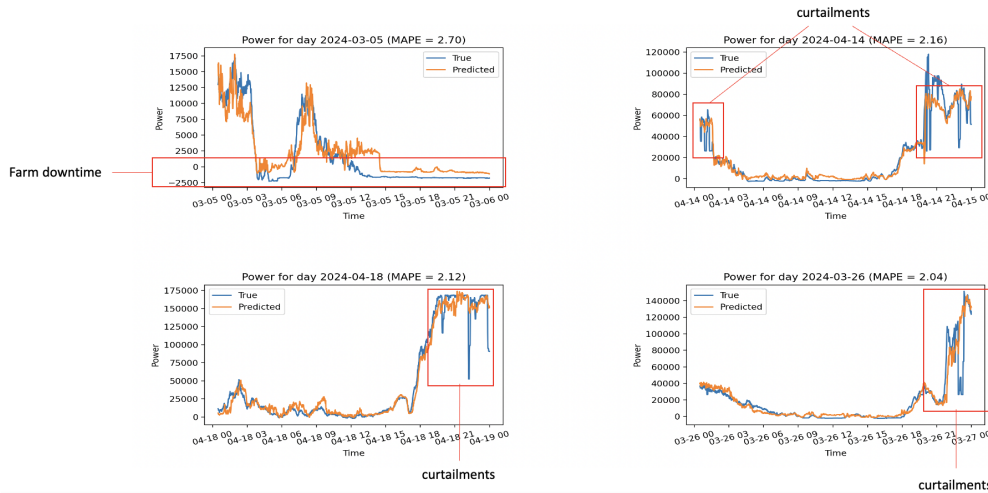 curtailments
Power for day 2024-03-05 (MAPE = 2.70)
17500
15000
12500
10000
7500
5000
2500
0
−2500
Power
True
Predicted
03-05 00
03-05 03
03-05 06
03-05 09
03-05 12
03-05 15
03-05 18
03-05 21
03-06 00
Time
Farm downtime
Power for day 2024-04-14 (MAPE = 2.16)
120000
100000
80000
60000
40000
20000
0
Power
True
Predicted
04-14 00
04-14 03
04-14 06
04-14 09
04-14 12
04-14 15
04-14 18
04-14 21
04-15 00
Time
Power for day 2024-04-18 (MAPE = 2.12)
175000
150000
125000
100000
75000
50000
25000
0
Power
True
Predicted
04-18 00
04-18 03
04-18 06
04-18 09
04-18 12
04-18 15
04-18 18
04-18 21
04-19 00
Time
curtailments
Power for day 2024-03-26 (MAPE = 2.04)
140000
120000
100000
80000
60000
40000
20000
0
Power
True
Predicted
03-26 00
03-26 03
03-26 06
03-26 09
03-26 12
03-26 15
03-26 18
03-26 21
03-27 00
Time
curtailments